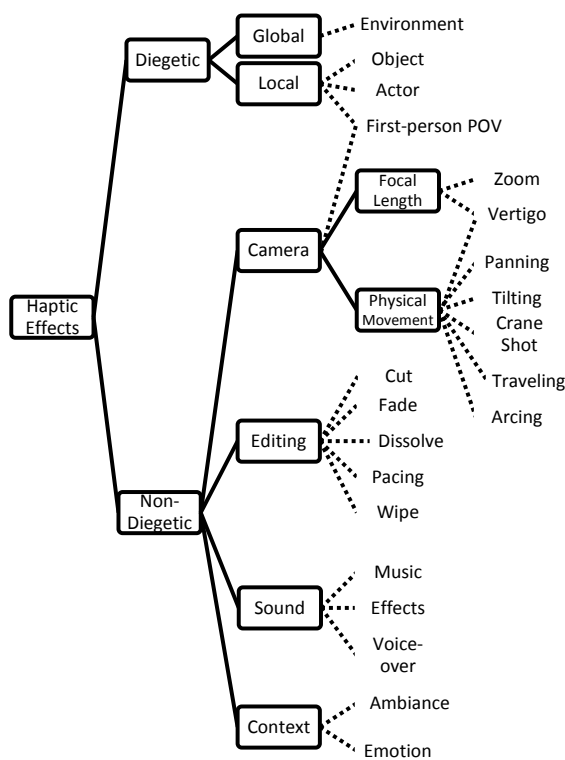 Global
Environment
Diegetic
Object
Local
Actor
First-person POV
Focal
Length
Zoom
Vertigo
Camera
Panning
Haptic
Effects
Physical
Movement
Tilting
Crane
Shot
Traveling
Arcing
Cut
Fade
Editing
Dissolve
Pacing
Wipe
Non-
Diegetic
Music
Sound
Effects
Voice-
over
Ambiance
Context
Emotion